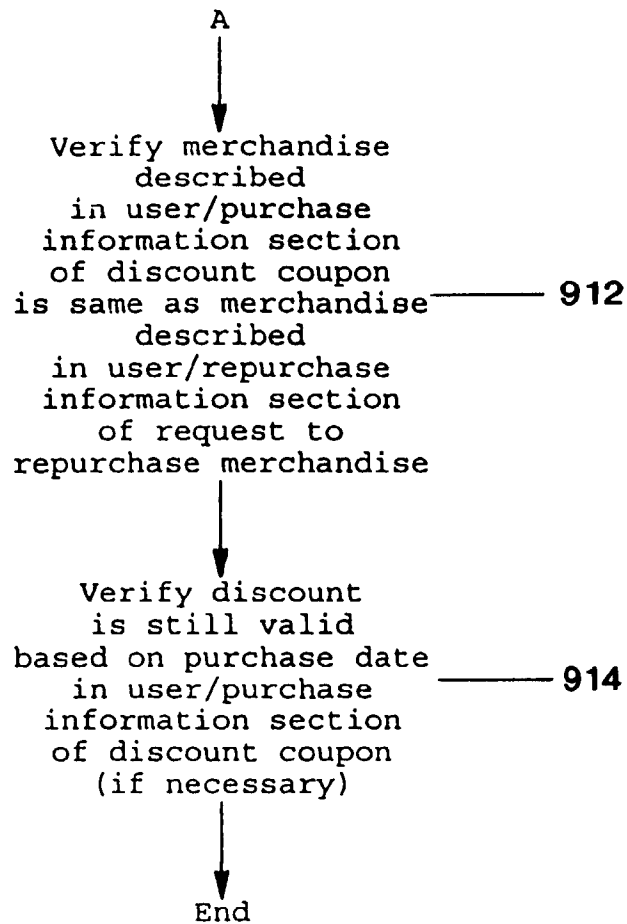 A
Verify merchandise
described
in user/purchase
information section
of discount coupon
is same as merchandise
912
described
in user/repurchase
information section
of request to
repurchase merchandise
Verify discount
is still valid
based on purchase date
in user/purchase
914
information section
of discount coupon
(if necessary)
End